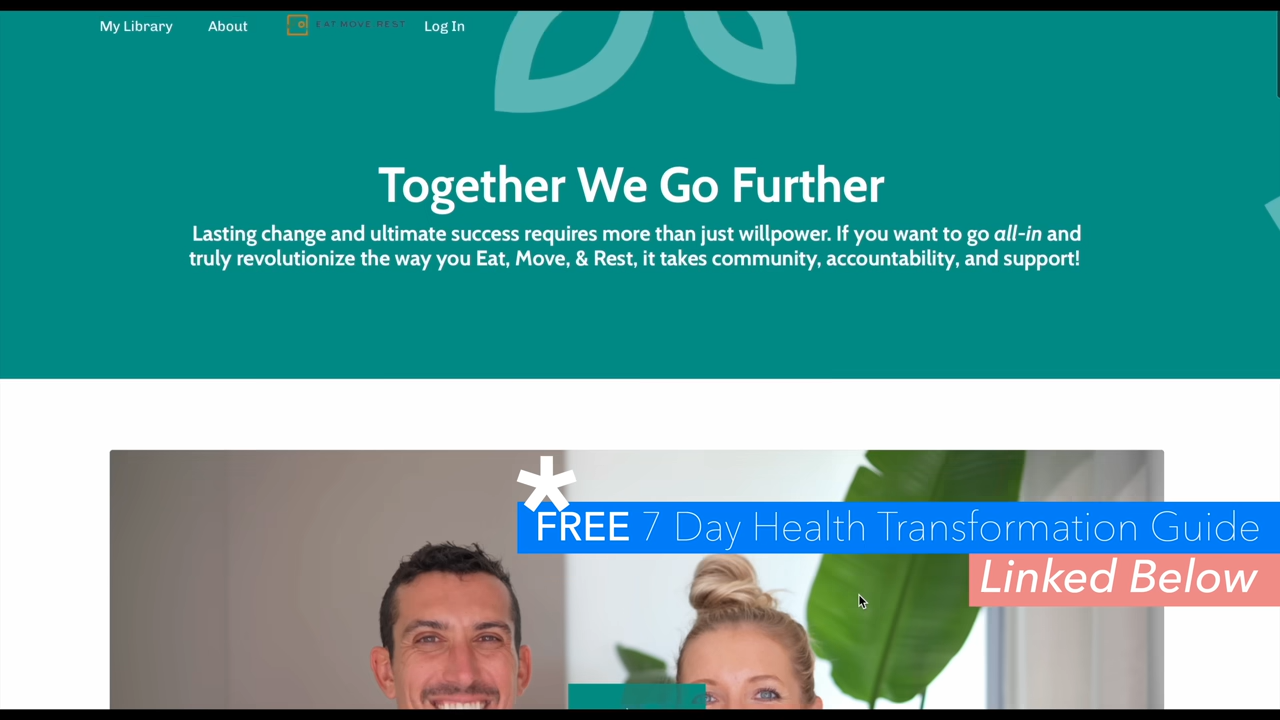 My Library About EAT MOVE REST Log In
Together We Go Further
Lasting change and ultimate success requires more than just willpower. If you want to go all-in and
truly revolutionize the way you Eat, Move, & Rest, it takes community, accountability, and support!
*
FREE 7 Day Health Transformation Guide
Linked Below